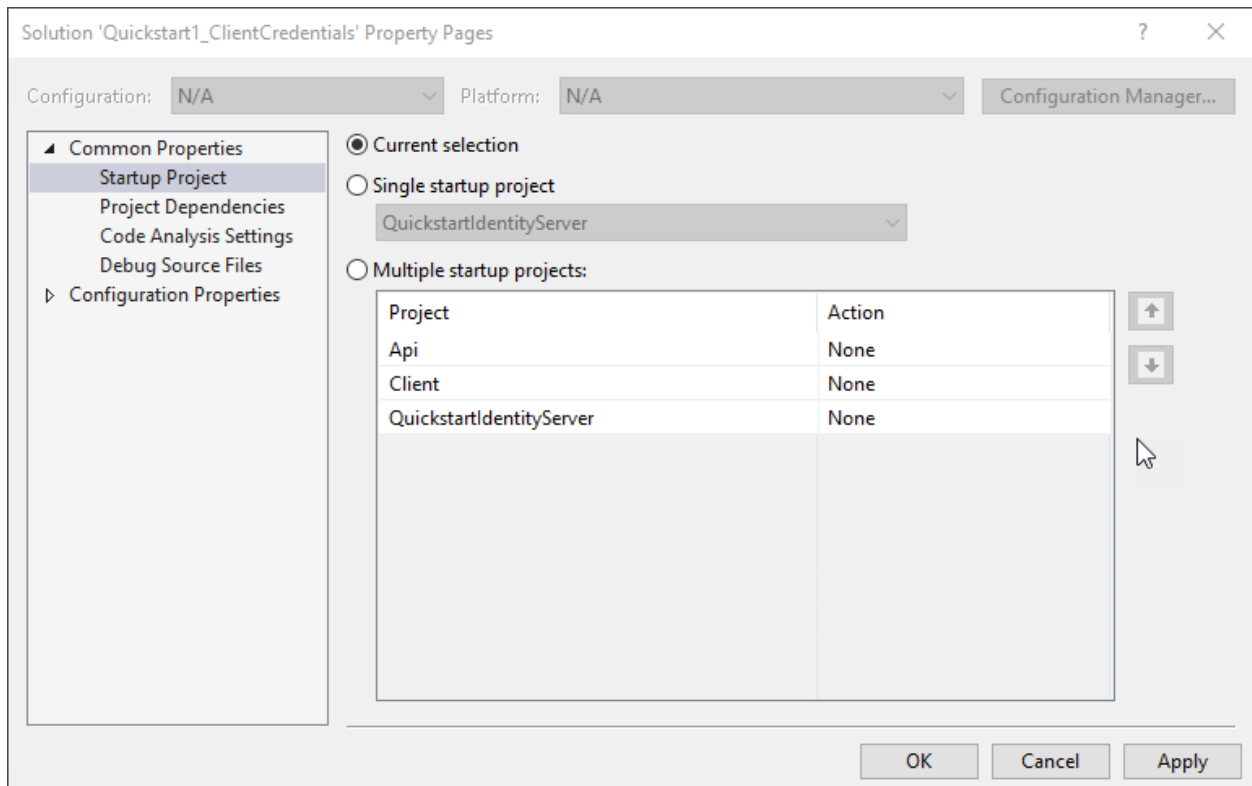 Solution 'Quickstart1_ClientCredentials' Property Pages
Configuration: N/A Platform: N/A Configuration Manager...
Common Properties
Startup Project
Project Dependencies
Code Analysis Settings
Debug Source Files
Configuration Properties
Current selection
Single startup project
QuickstartIdentityServer
Multiple startup projects:
Project Action
Api None
Client None
QuickstartIdentityServer None
OK Cancel Apply